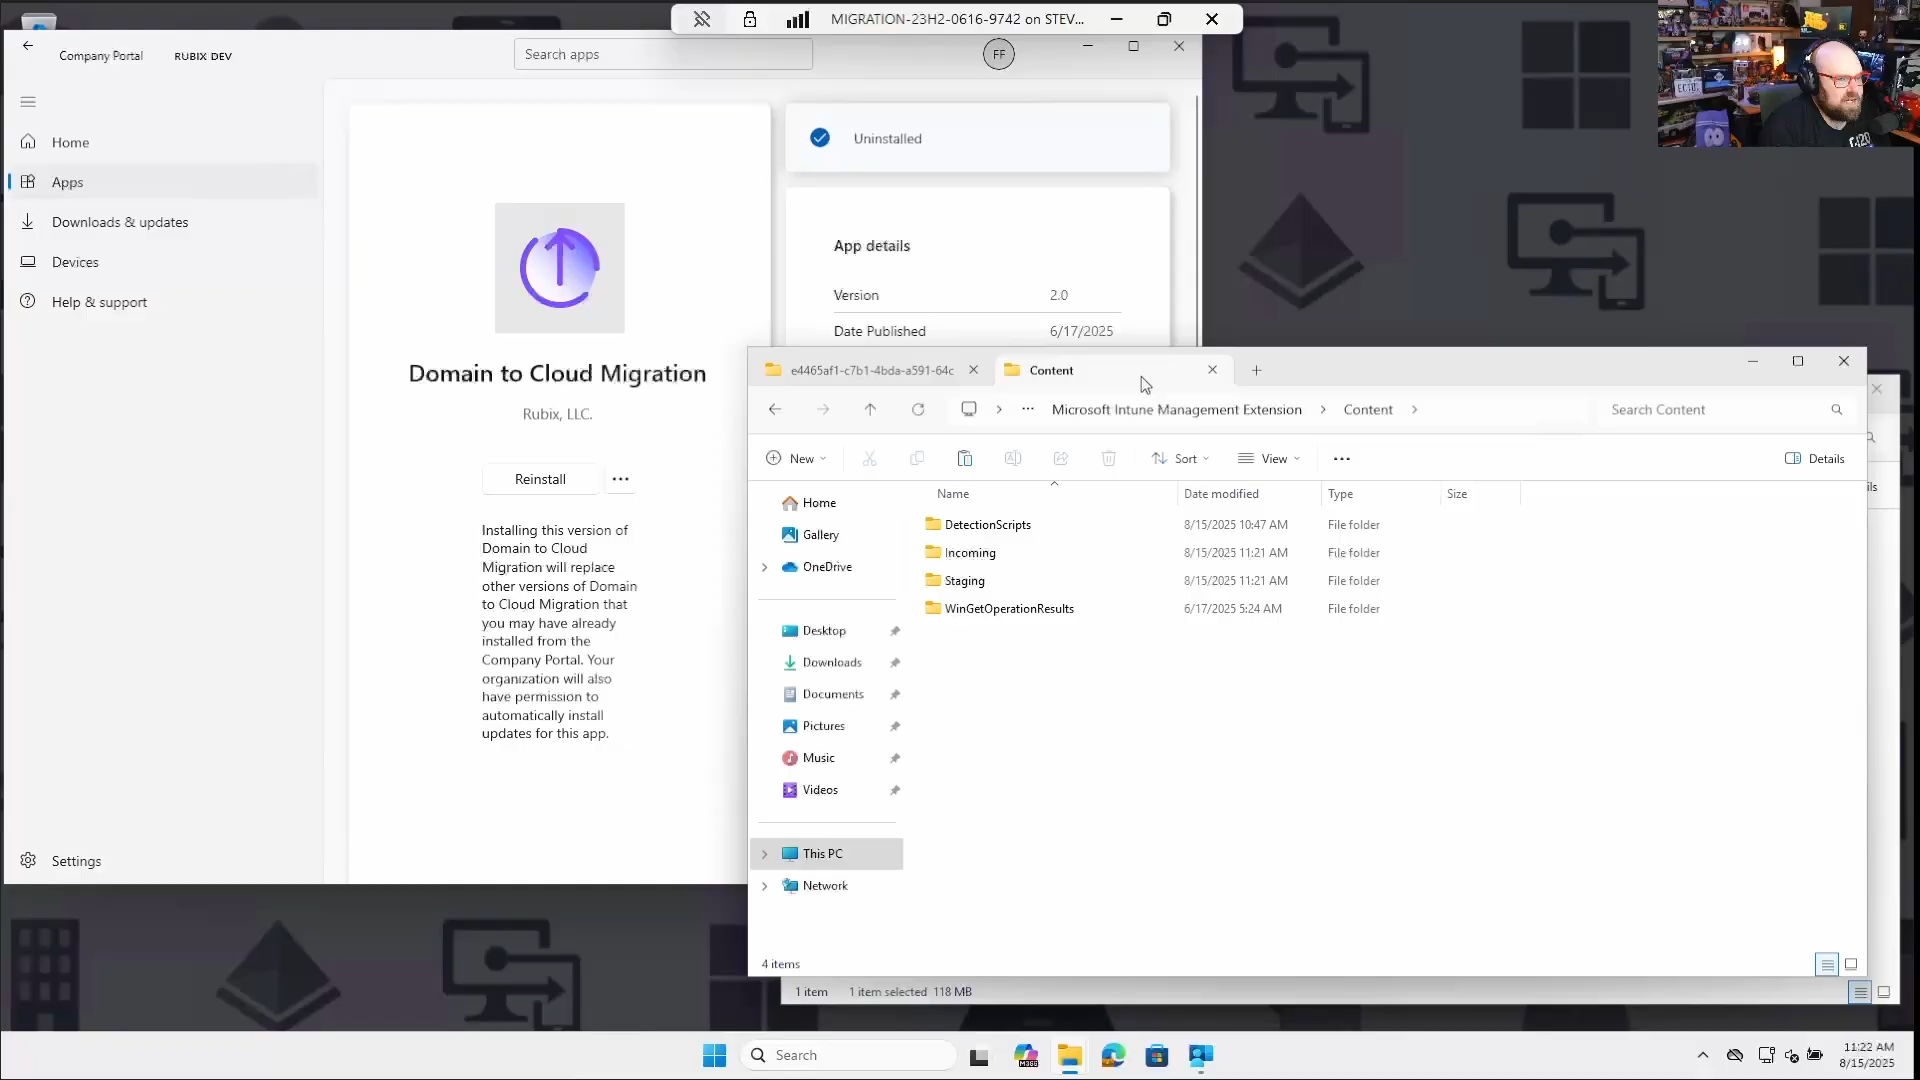 MIGRATION-23H2-0616-9742 on STEV...
Company Portal
RUBIX DEV
Search apps
FF
Home
Apps
Downloads & updates
Devices
Help & support
Settings
Domain to Cloud Migration
Rubix, LLC.
Reinstall
Installing this version of
Domain to Cloud
Migration will replace
other versions of Domain
to Cloud Migration that
you may have already
installed from the
Company Portal. Your
organization will also
have permission to
automatically install
updates for this app.
Uninstalled
App details
Version 2.0
Date Published 6/17/2025
e4465af1-c7b1-4bda-a591-64c
Content
Microsoft Intune Management Extension > Content >
Search Content
New
Sort
View
Details
Home
Gallery
OneDrive
Desktop
Downloads
Documents
Pictures
Music
Videos
This PC
Network
Name Date modified Type Size
DetectionScripts 8/15/2025 10:47 AM File folder
Incoming 8/15/2025 11:21 AM File folder
Staging 8/15/2025 11:21 AM File folder
WinGetOperationResults 6/17/2025 5:24 AM File folder
4 items
ils
1 item 1 item selected 118 MB
Search
11:22 AM
8/15/2025